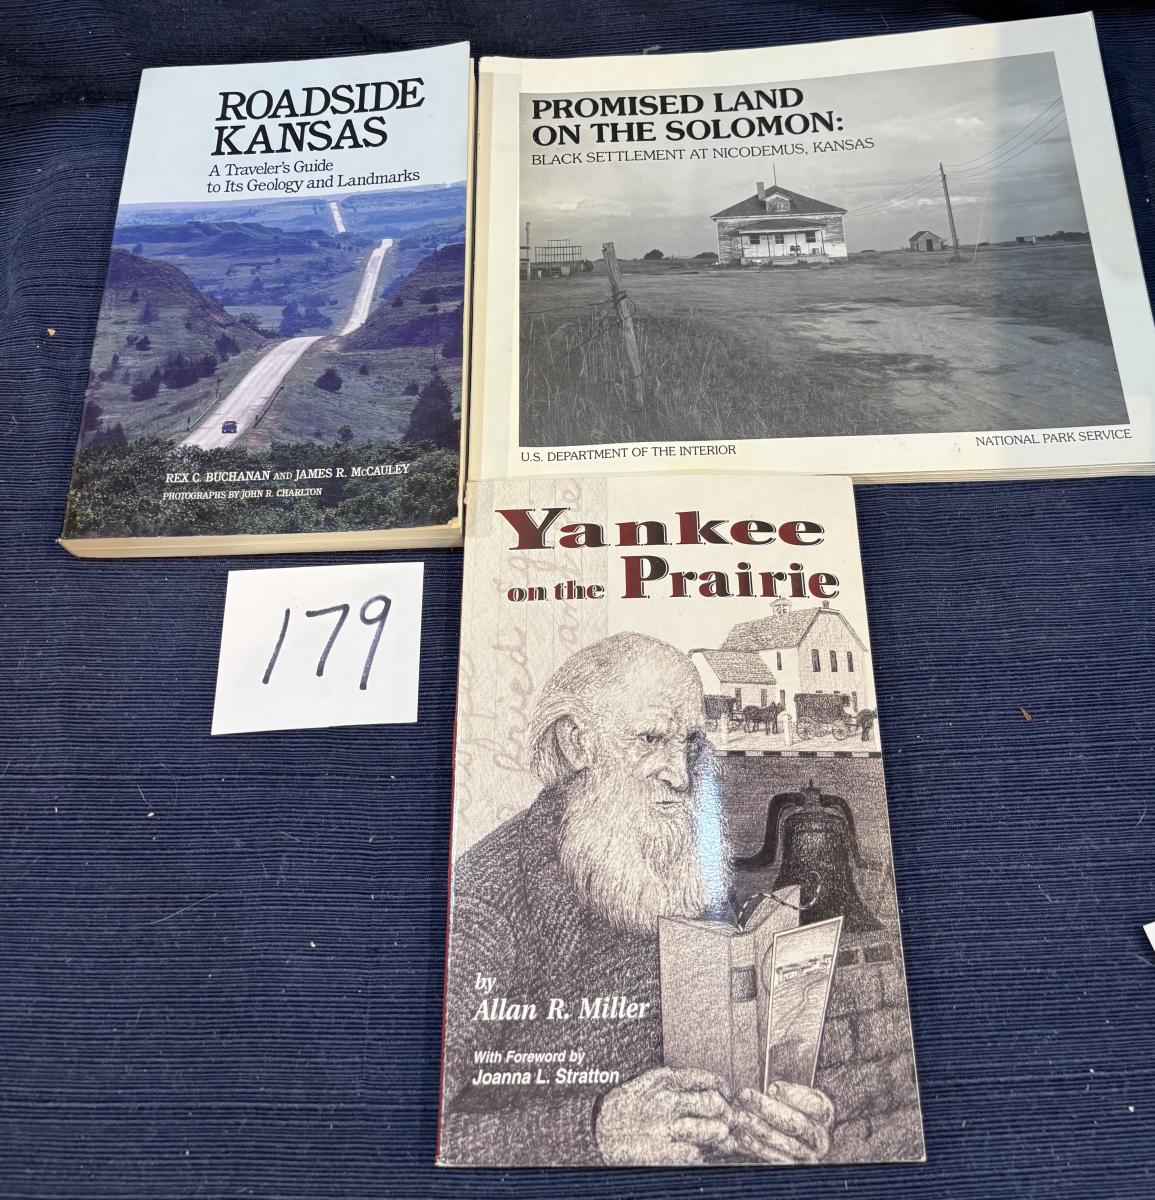 ROADSIDE
KANSAS
A Traveler's Guide
to Its Geology and Landmarks
REX C. BUCHANAN AND JAMES R. McCAULEY
PHOTOGRAPHS BY JOHN R. CHARLTON
PROMISED LAND
ON THE SOLOMON:
BLACK SETTLEMENT AT NICODEMUS, KANSAS
U.S. DEPARTMENT OF THE INTERIOR
NATIONAL PARK SERVICE
179
Yankee
on the Prairie
by
Allan R. Miller
With Foreword by
Joanna L. Stratton